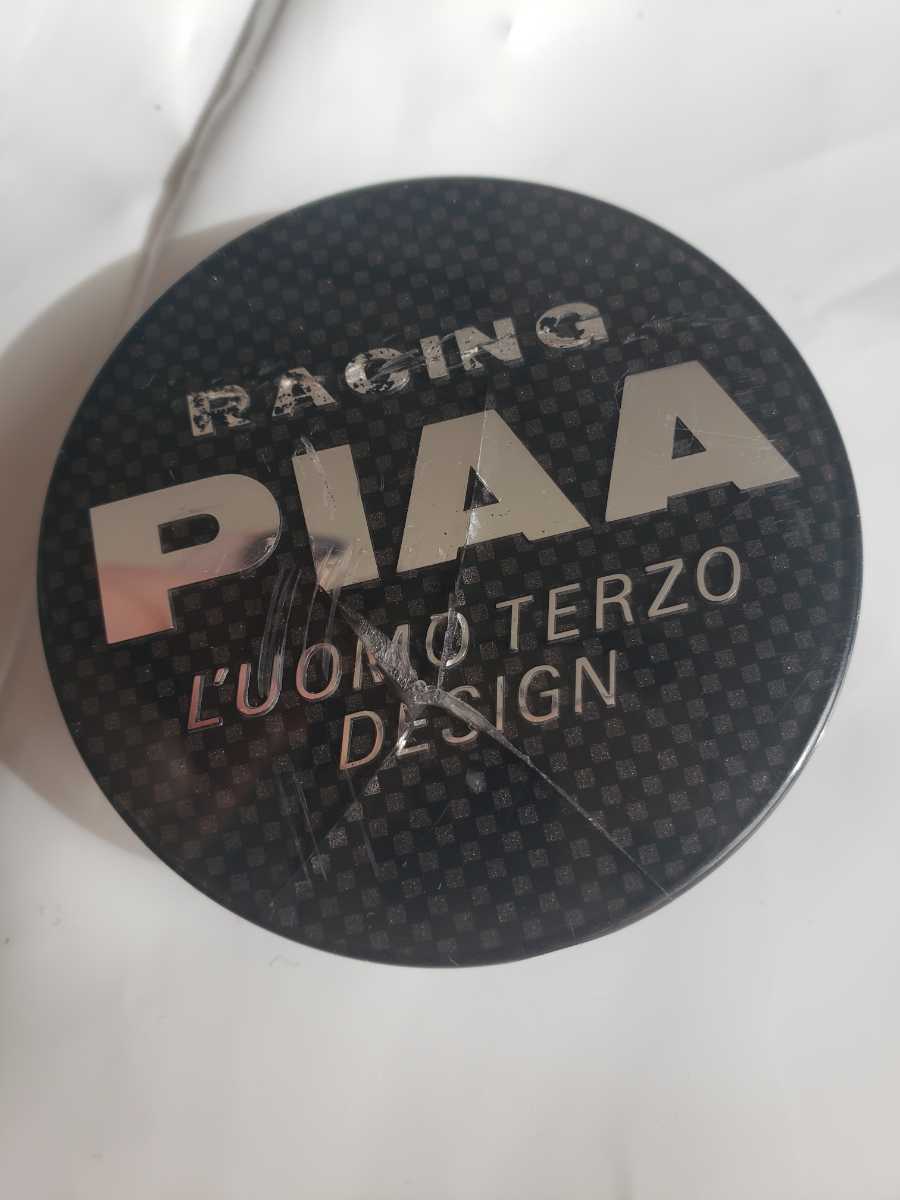 RACING
PIAA
L'UOMO TERZO
DESIGN